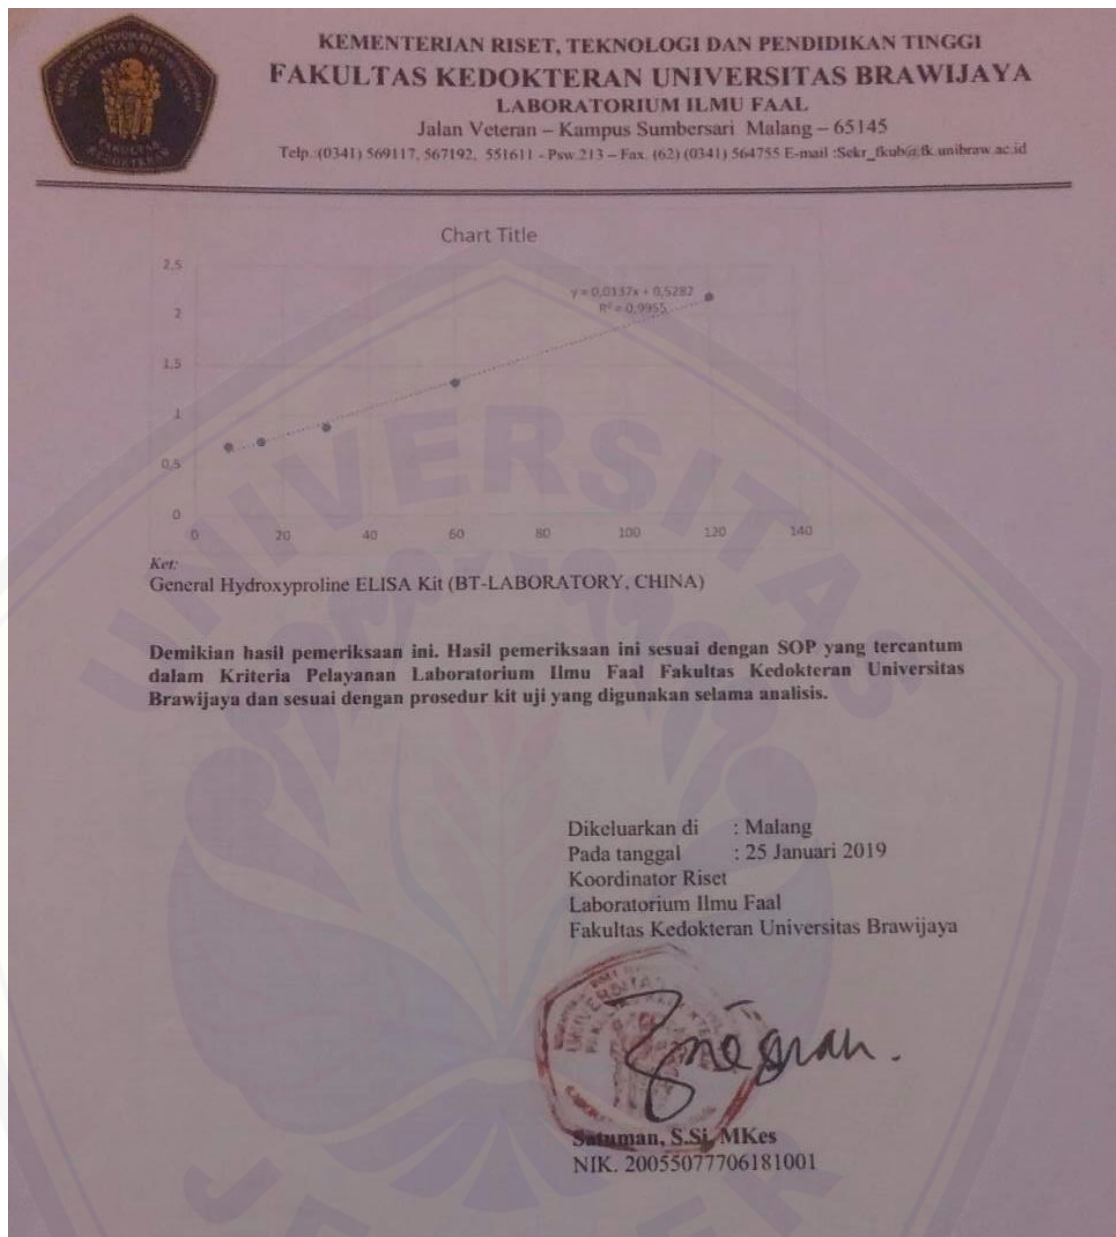 KEMENTERIAN RISET, TEKNOLOGI DAN PENDIDIKAN TINGGI
FAKULTAS KEDOKTERAN UNIVERSITAS BRAWIJAYA
LABORATORIUM ILMU FAAL
Jalan Veteran – Kampus Sumbersari Malang – 65145
Telp.:(0341) 569117, 567192, 551611 - Psw.213 – Fax. (62) (0341) 564755 E-mail :Sekr_fkub@fk.unibraw.ac.id
UNIVERSITAS BRAWIJAYA
FAKULTAS
KEDOKTERAN
Chart Title
2,5
2
1,5
1
0,5
0
y = 0,0137x + 0,5282
R² = 0,9955
0 20 40 60 80 100 120 140
Ket:
General Hydroxyproline ELISA Kit (BT-LABORATORY, CHINA)
Demikian hasil pemeriksaan ini. Hasil pemeriksaan ini sesuai dengan SOP yang tercantum
dalam Kriteria Pelayanan Laboratorium Ilmu Faal Fakultas Kedokteran Universitas
Brawijaya dan sesuai dengan prosedur kit uji yang digunakan selama analisis.
Dikeluarkan di : Malang
Pada tanggal : 25 Januari 2019
Koordinator Riset
Laboratorium Ilmu Faal
Fakultas Kedokteran Universitas Brawijaya
Satuman, S.Si, MKes
NIK. 20055077706181001
UNIVERSITAS